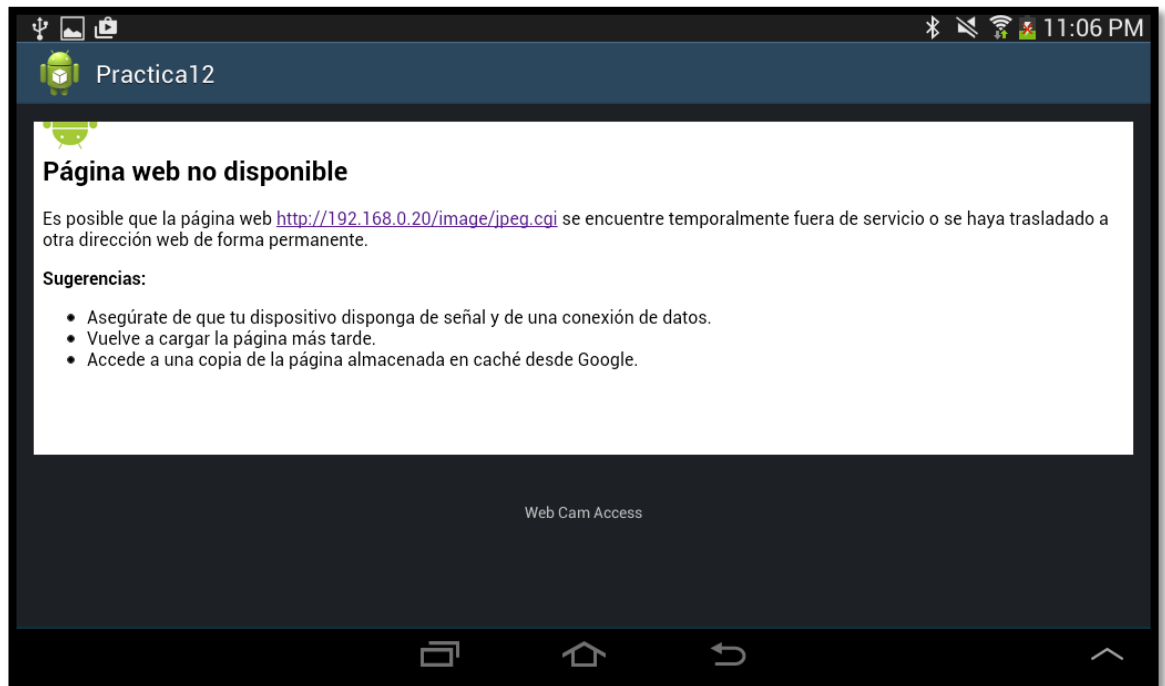 11:06 PM
Practica12
Página web no disponible
Es posible que la página web http://192.168.0.20/image/jpeg.cgi se encuentre temporalmente fuera de servicio o se haya trasladado a
otra dirección web de forma permanente.
Sugerencias:
• Asegúrate de que tu dispositivo disponga de señal y de una conexión de datos.
• Vuelve a cargar la página más tarde.
• Accede a una copia de la página almacenada en caché desde Google.
Web Cam Access